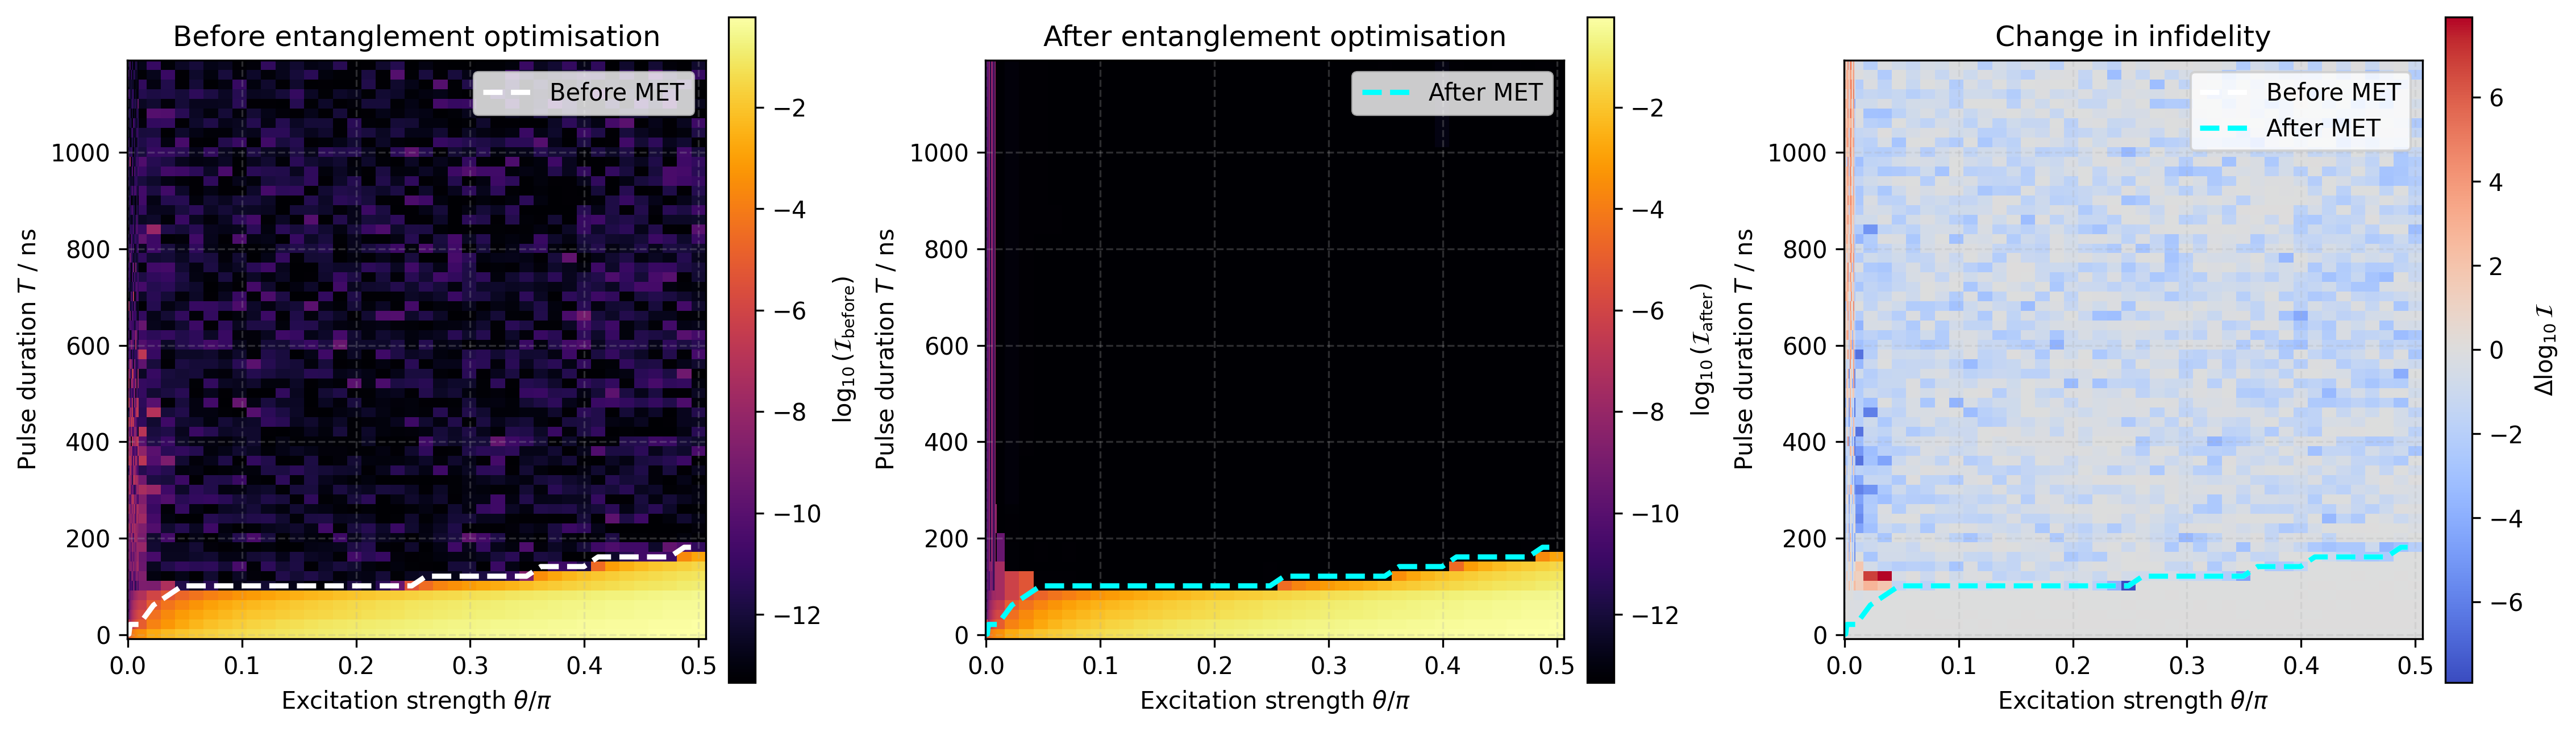 Before entanglement optimisation
Before MET
Pulse duration T / ns
1000
800
600
400
200
0
0.0 0.1 0.2 0.3 0.4 0.5
Excitation strength θ/π
−2
−4
−6
−8
−10
−12
log₁₀ (ℐ_before)
After entanglement optimisation
After MET
Pulse duration T / ns
1000
800
600
400
200
0
0.0 0.1 0.2 0.3 0.4 0.5
Excitation strength θ/π
−2
−4
−6
−8
−10
−12
log₁₀ (ℐ_after)
Change in infidelity
Before MET
After MET
Pulse duration T / ns
1000
800
600
400
200
0
0.0 0.1 0.2 0.3 0.4 0.5
Excitation strength θ/π
6
4
2
0
−2
−4
−6
Δlog₁₀ ℐ